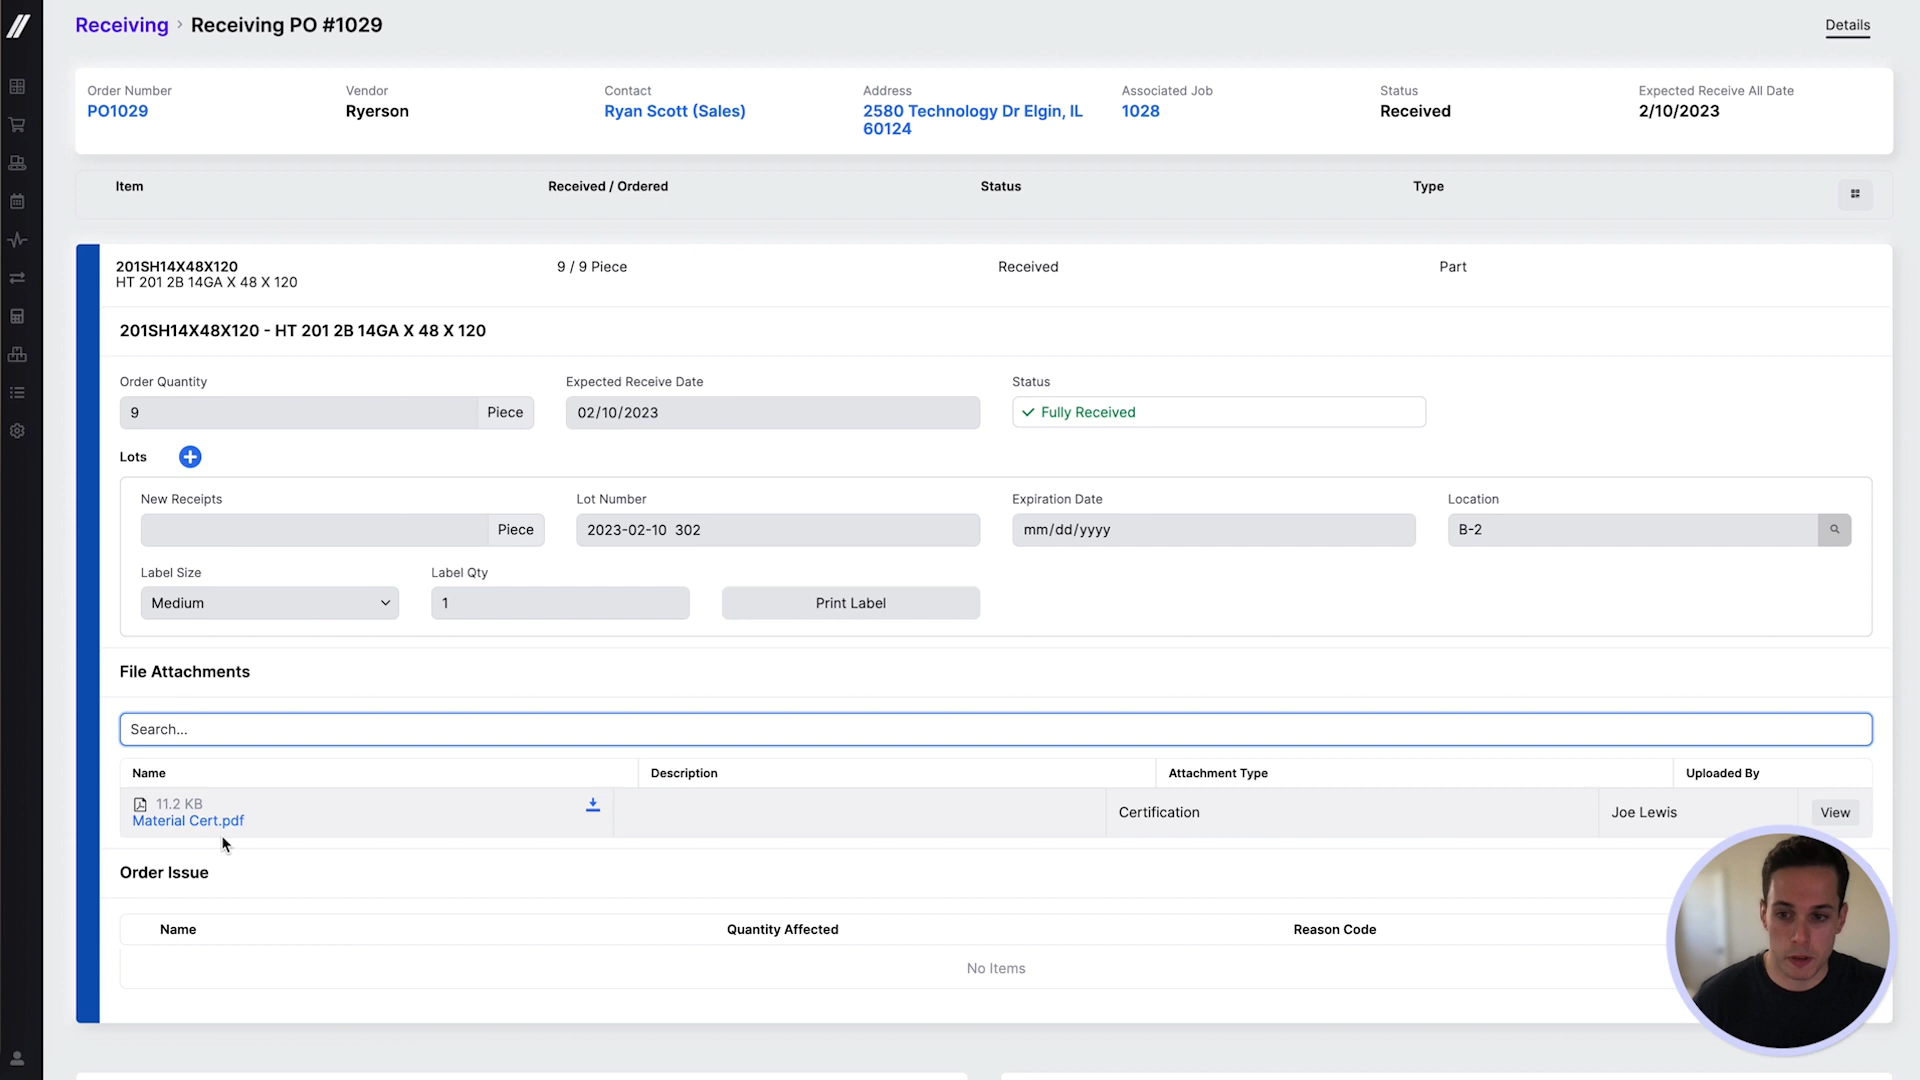 Receiving › Receiving PO #1029
Details
Order Number
PO1029
Vendor
Ryerson
Contact
Ryan Scott (Sales)
Address
2580 Technology Dr Elgin, IL
60124
Associated Job
1028
Status
Received
Expected Receive All Date
2/10/2023
Item Received / Ordered Status Type
201SH14X48X120 9 / 9 Piece Received Part
HT 201 2B 14GA X 48 X 120
201SH14X48X120 - HT 201 2B 14GA X 48 X 120
Order Quantity Expected Receive Date Status
9 Piece 02/10/2023 Fully Received
Lots
New Receipts Lot Number Expiration Date Location
Piece 2023-02-10 302 mm/dd/yyyy B-2
Label Size Label Qty
Medium 1 Print Label
File Attachments
Search...
Name Description Attachment Type Uploaded By
11.2 KB
Material Cert.pdf Certification Joe Lewis View
Order Issue
Name Quantity Affected Reason Code
No Items